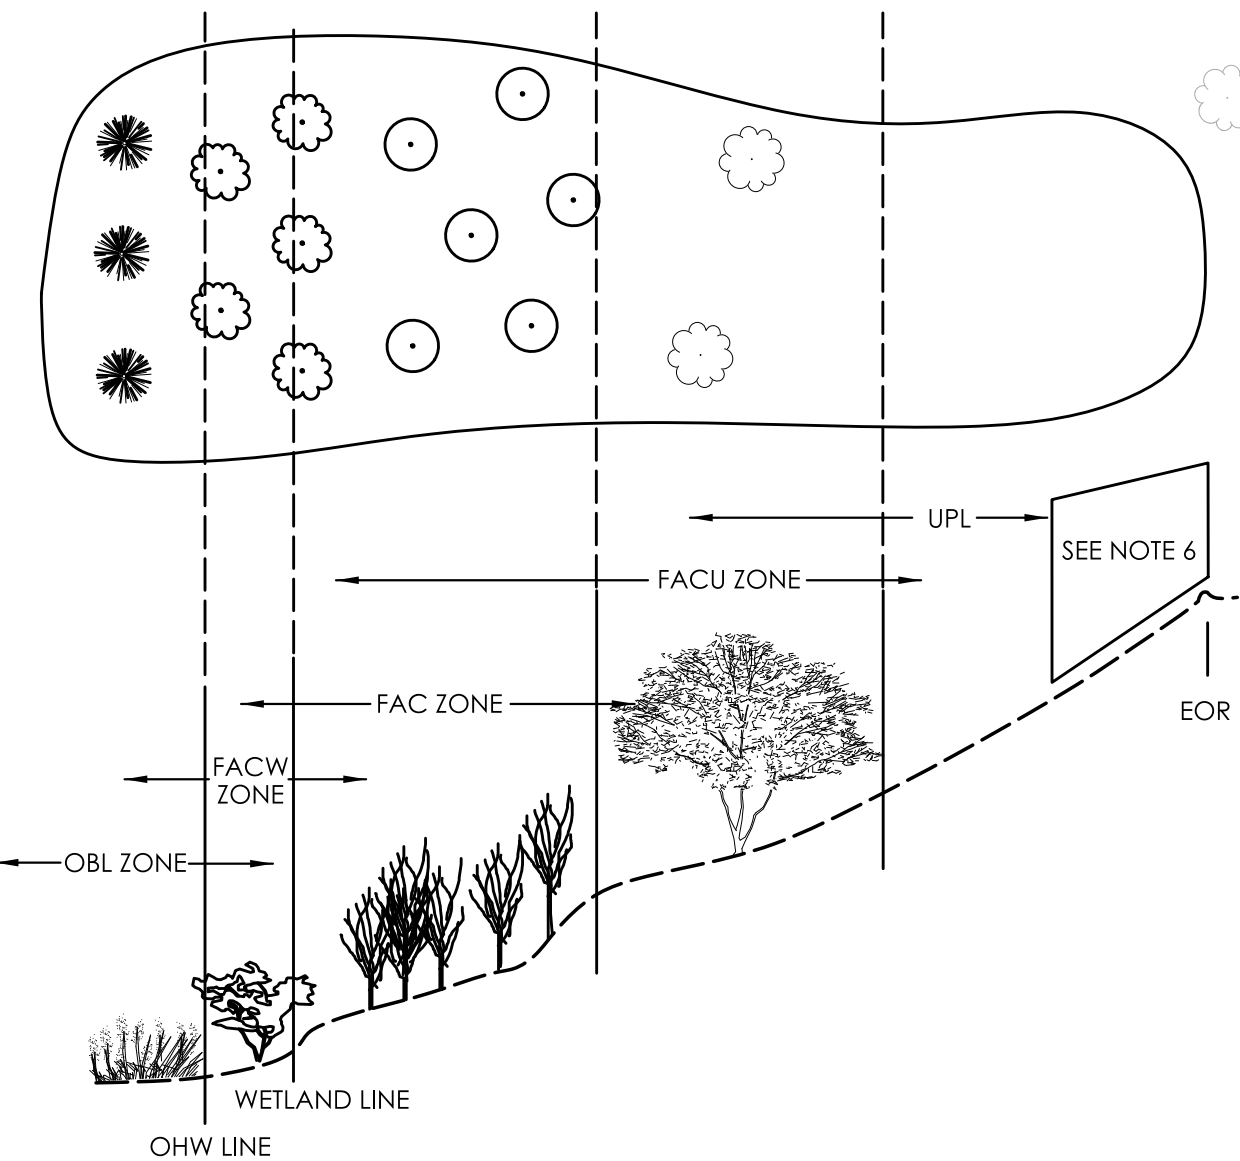 UPL
SEE NOTE 6
FACU ZONE
FAC ZONE
EOR
FACW
ZONE
OBL ZONE
WETLAND LINE
OHW LINE